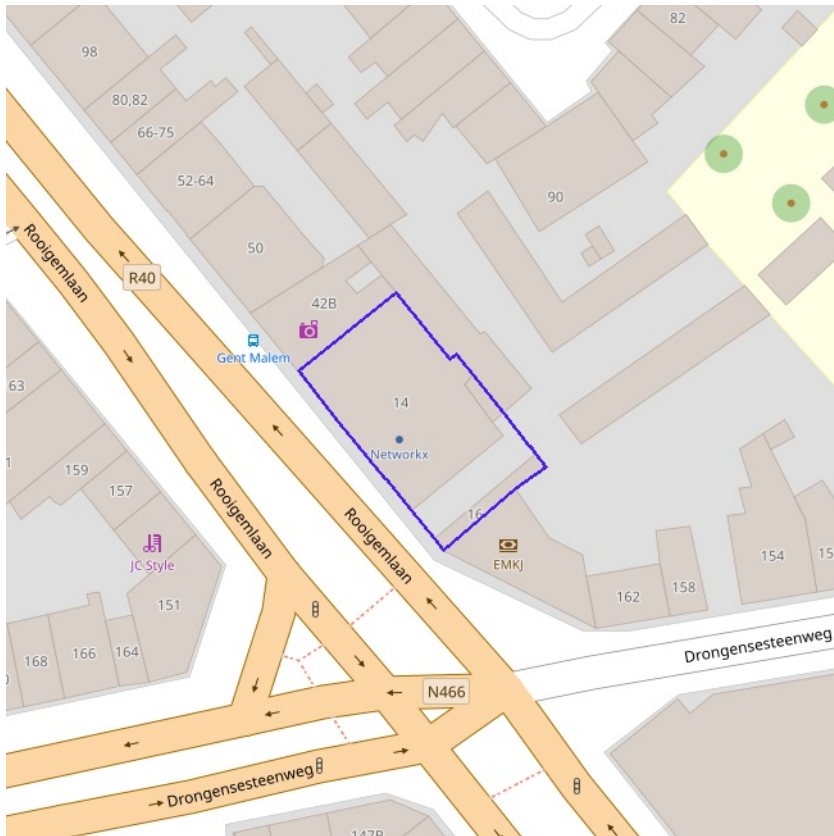 82
98
80,82
66-75
52-64
90
50
Rooigemlaan
R40
42B
Gent Malem
63
14
Networkx
159
157
16
Rooigemlaan
Rooigemlaan
JC Style
EMKJ
154
151
162
158
168
166
164
Drongensesteenweg
N466
Drongensesteenweg
147B